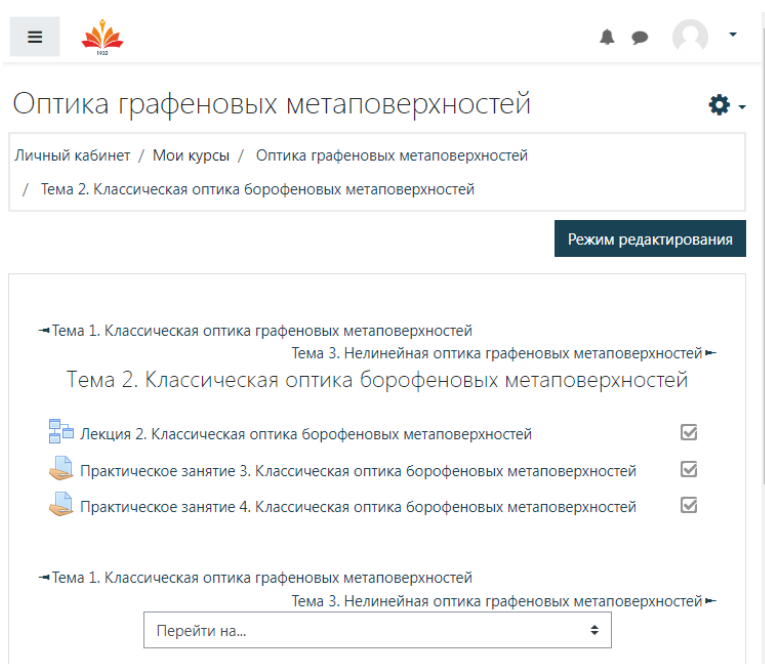 1932
Оптика графеновых метаповерхностей
Личный кабинет / Мои курсы / Оптика графеновых метаповерхностей
/ Тема 2. Классическая оптика борофеновых метаповерхностей
Режим редактирования
Тема 1. Классическая оптика графеновых метаповерхностей
Тема 3. Нелинейная оптика графеновых метаповерхностей
Тема 2. Классическая оптика борофеновых метаповерхностей
Лекция 2. Классическая оптика борофеновых метаповерхностей
Практическое занятие 3. Классическая оптика борофеновых метаповерхностей
Практическое занятие 4. Классическая оптика борофеновых метаповерхностей
Тема 1. Классическая оптика графеновых метаповерхностей
Тема 3. Нелинейная оптика графеновых метаповерхностей
Перейти на...